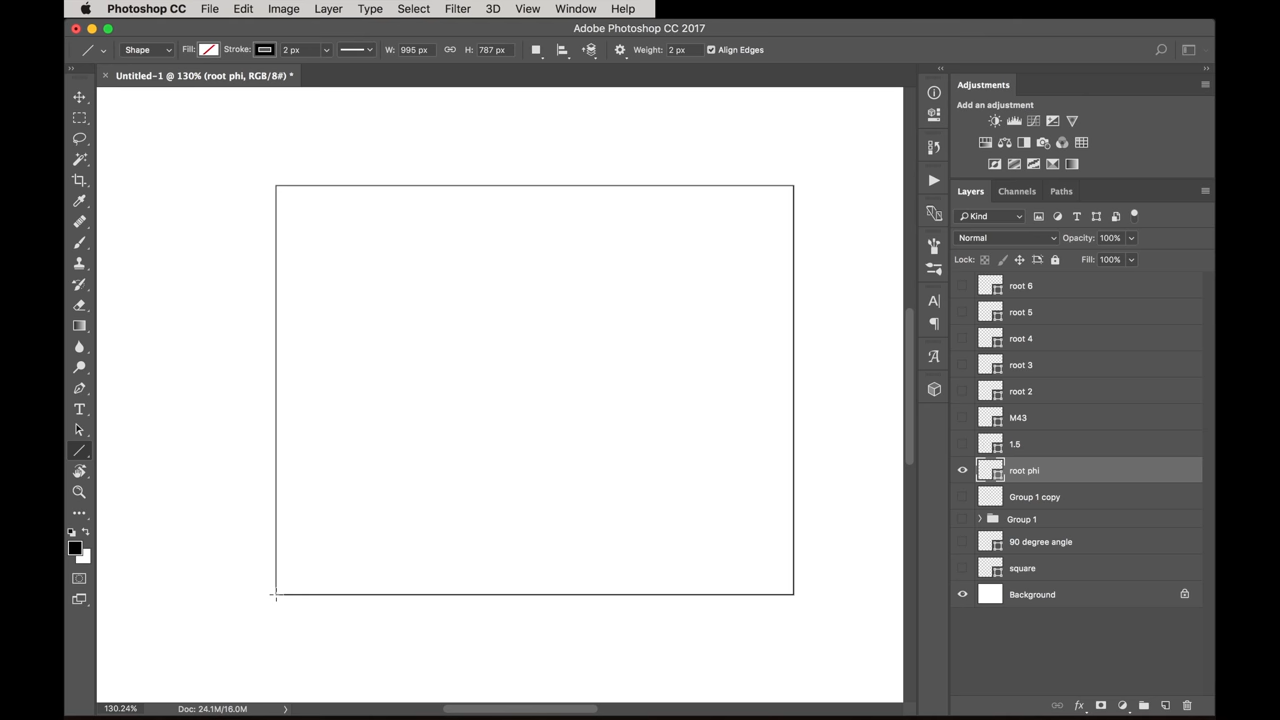 Photoshop CC File Edit Image Layer Type Select Filter 3D View Window Help
Adobe Photoshop CC 2017
Shape Fill: Stroke: 2 px W: 995 px H: 787 px Weight: 2 px Align Edges
Untitled-1 @ 130% (root phi, RGB/8#) *
Adjustments
Add an adjustment
Layers Channels Paths
Kind
Normal Opacity: 100%
Lock: Fill: 100%
root 6
root 5
root 4
root 3
root 2
M43
1.5
root phi
Group 1 copy
Group 1
90 degree angle
square
Background
130.24% Doc: 24.1M/16.0M